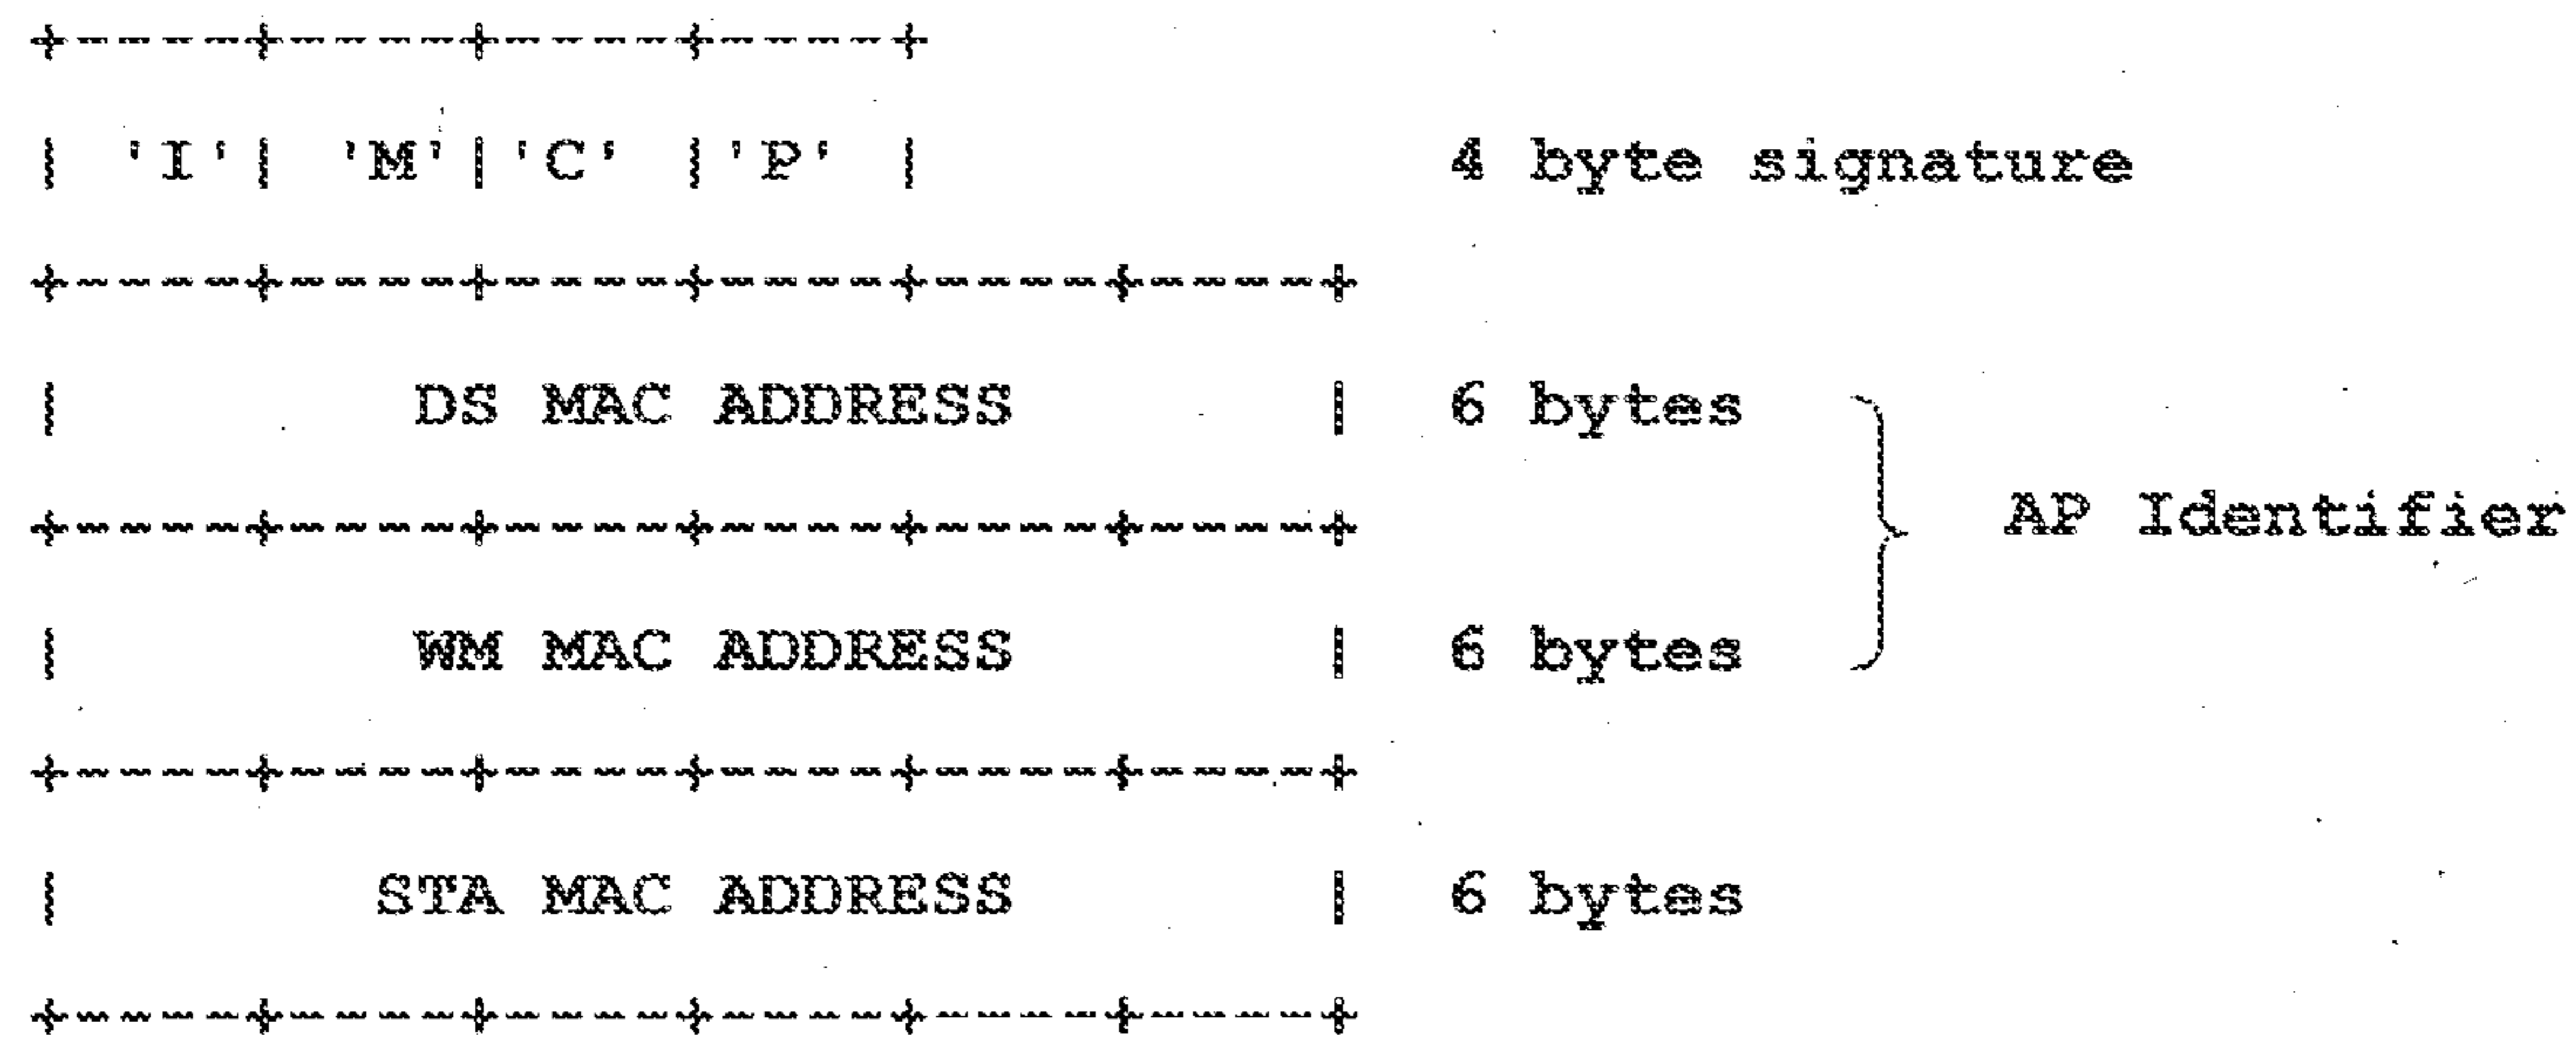 +-----+-----+-----+-----+
| 'I'| 'M'|'C' |'P' | 4 byte signature
+-----+-----+-----+-----+-----+-----+
| DS MAC ADDRESS | 6 bytes
+-----+-----+-----+-----+-----+-----+ AP Identifier
| WM MAC ADDRESS | 6 bytes
+-----+-----+-----+-----+-----+-----+
| STA MAC ADDRESS | 6 bytes
+-----+-----+-----+-----+-----+-----+